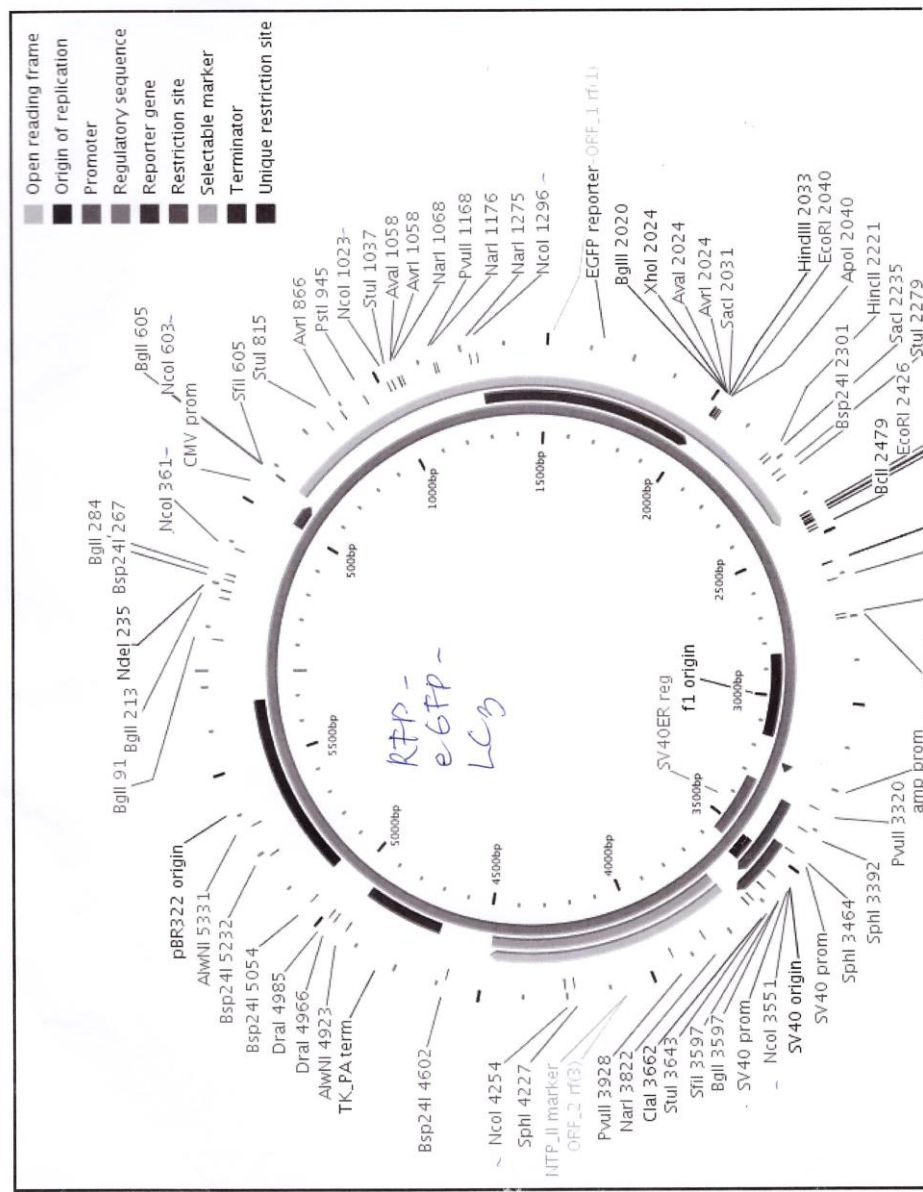 Open reading frame
Origin of replication
Promoter
Regulatory sequence
Reporter gene
Restriction site
Selectable marker
Terminator
Unique restriction site
BglI 91
BglI 213
NdeI 235
Bsp24I 267
BglI 284
NcoI 361~
CMV prom
NcoI 603~
BglI 605
SfiI 605
StuI 815
AvrI 866
PstI 945
NcoI 1023~
StuI 1037
AvaI 1058
AvrI 1058
NarI 1068
PvuII 1168
NarI 1176
NarI 1275
NcoI 1296~
ORF_1 rf(1)
EGFP reporter
BglII 2020
XhoI 2024
AvaI 2024
AvrI 2024
SacI 2031
HindIII 2033
EcoRI 2040
ApoI 2040
HincII 2221
SacI 2235
StuI 2279
Bsp24I 2301
EcoRI 2426
BclI 2479
f1 origin
amp prom
PvuII 3320
SphI 3392
SphI 3464
SV40 prom
SV40 origin
~ NcoI 3551
SV40 prom
BglI 3597
SfiI 3597
StuI 3643
ClaI 3662
NarI 3822
PvuII 3928
ORF_2 rf(3)
NTP_II marker
SphI 4227
~ NcoI 4254
Bsp24I 4602
TK_PA term
AlwNI 4923
DraI 4966
DraI 4985
Bsp24I 5054
Bsp24I 5232
AlwNI 5331
pBR322 origin
SV40ER reg
500bp
1000bp
1500bp
2000bp
2500bp
3000bp
3500bp
4000bp
4500bp
5000bp
5500bp
RFP-
eGFP-
LC3